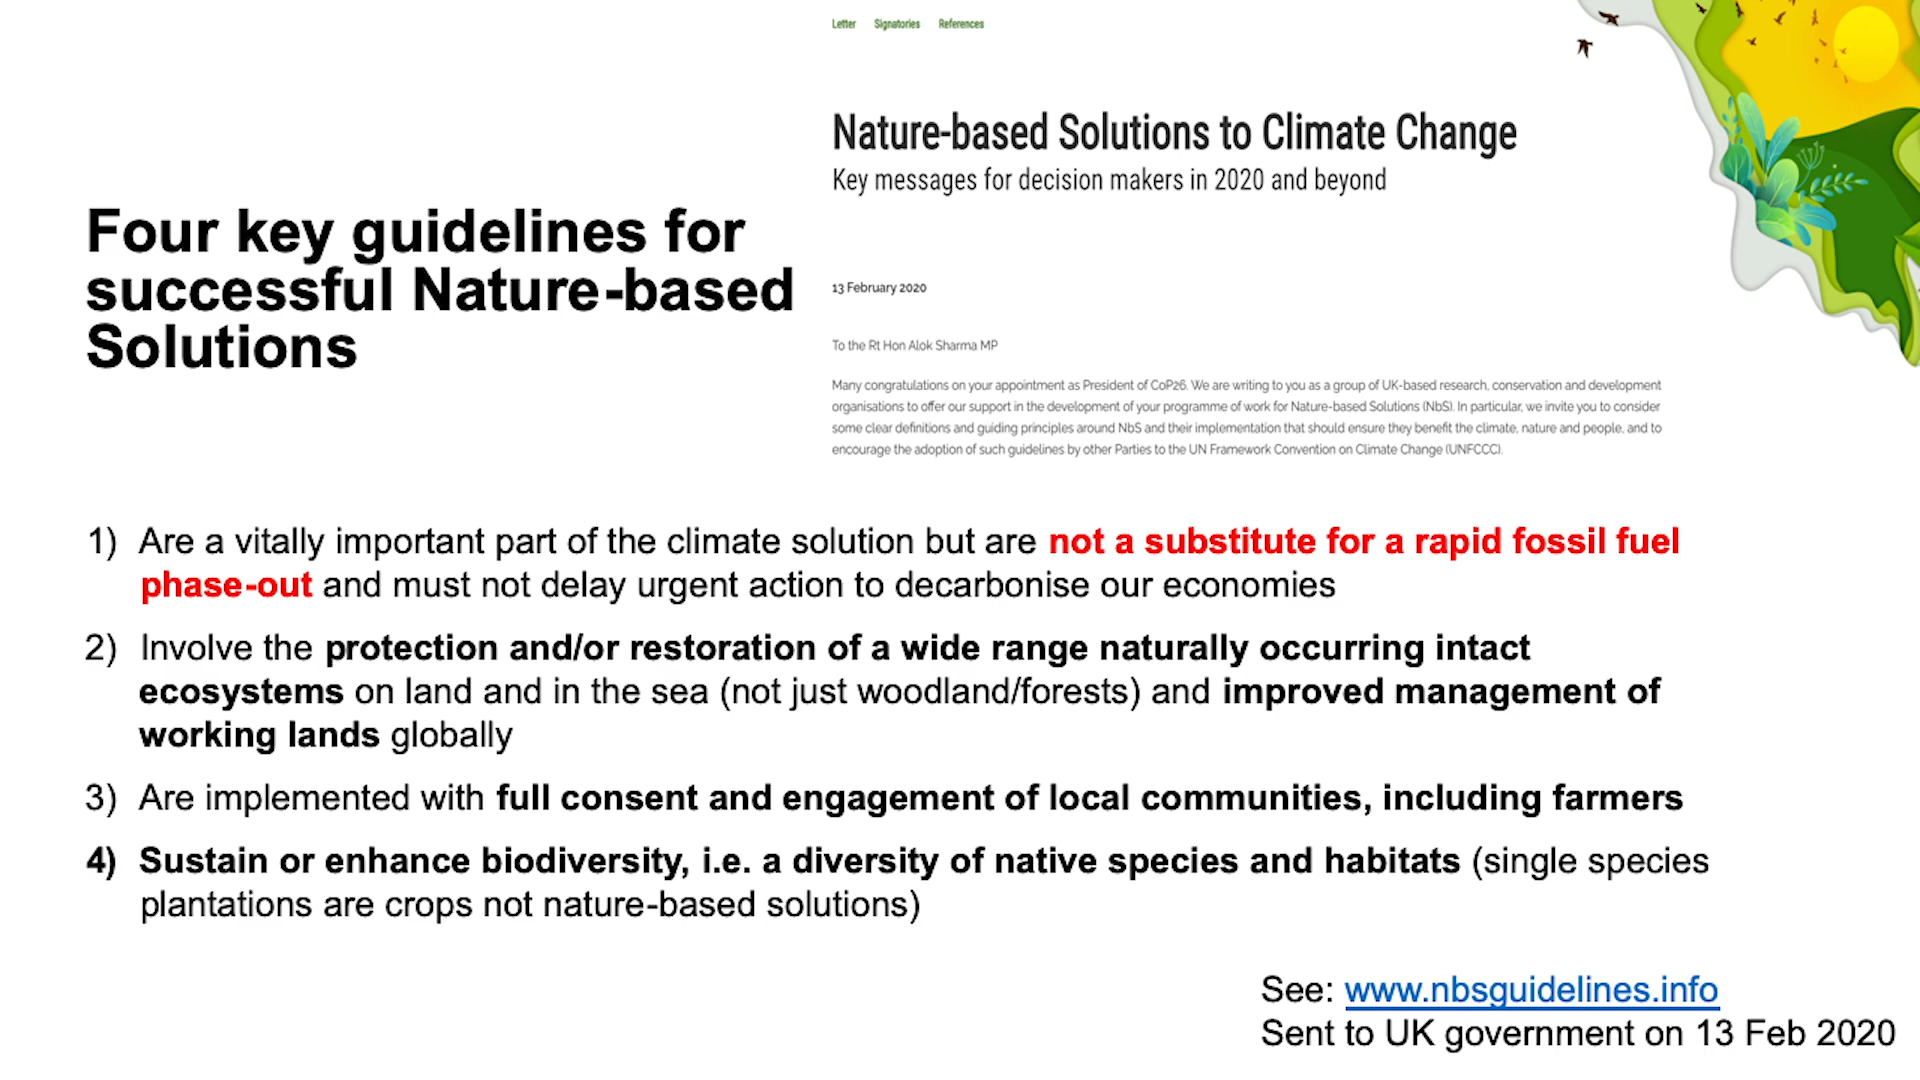 Letter Signatories References
Nature-based Solutions to Climate Change
Key messages for decision makers in 2020 and beyond
Four key guidelines for
successful Nature-based
Solutions
13 February 2020
To the Rt Hon Alok Sharma MP
Many congratulations on your appointment as President of CoP26. We are writing to you as a group of UK-based research, conservation and development
organisations to offer our support in the development of your programme of work for Nature-based Solutions (NbS). In particular, we invite you to consider
some clear definitions and guiding principles around NbS and their implementation that should ensure they benefit the climate, nature and people, and to
encourage the adoption of such guidelines by other Parties to the UN Framework Convention on Climate Change (UNFCCC).
1) Are a vitally important part of the climate solution but are not a substitute for a rapid fossil fuel
phase-out and must not delay urgent action to decarbonise our economies
2) Involve the protection and/or restoration of a wide range naturally occurring intact
ecosystems on land and in the sea (not just woodland/forests) and improved management of
working lands globally
3) Are implemented with full consent and engagement of local communities, including farmers
4) Sustain or enhance biodiversity, i.e. a diversity of native species and habitats (single species
plantations are crops not nature-based solutions)
See: www.nbsguidelines.info
Sent to UK government on 13 Feb 2020